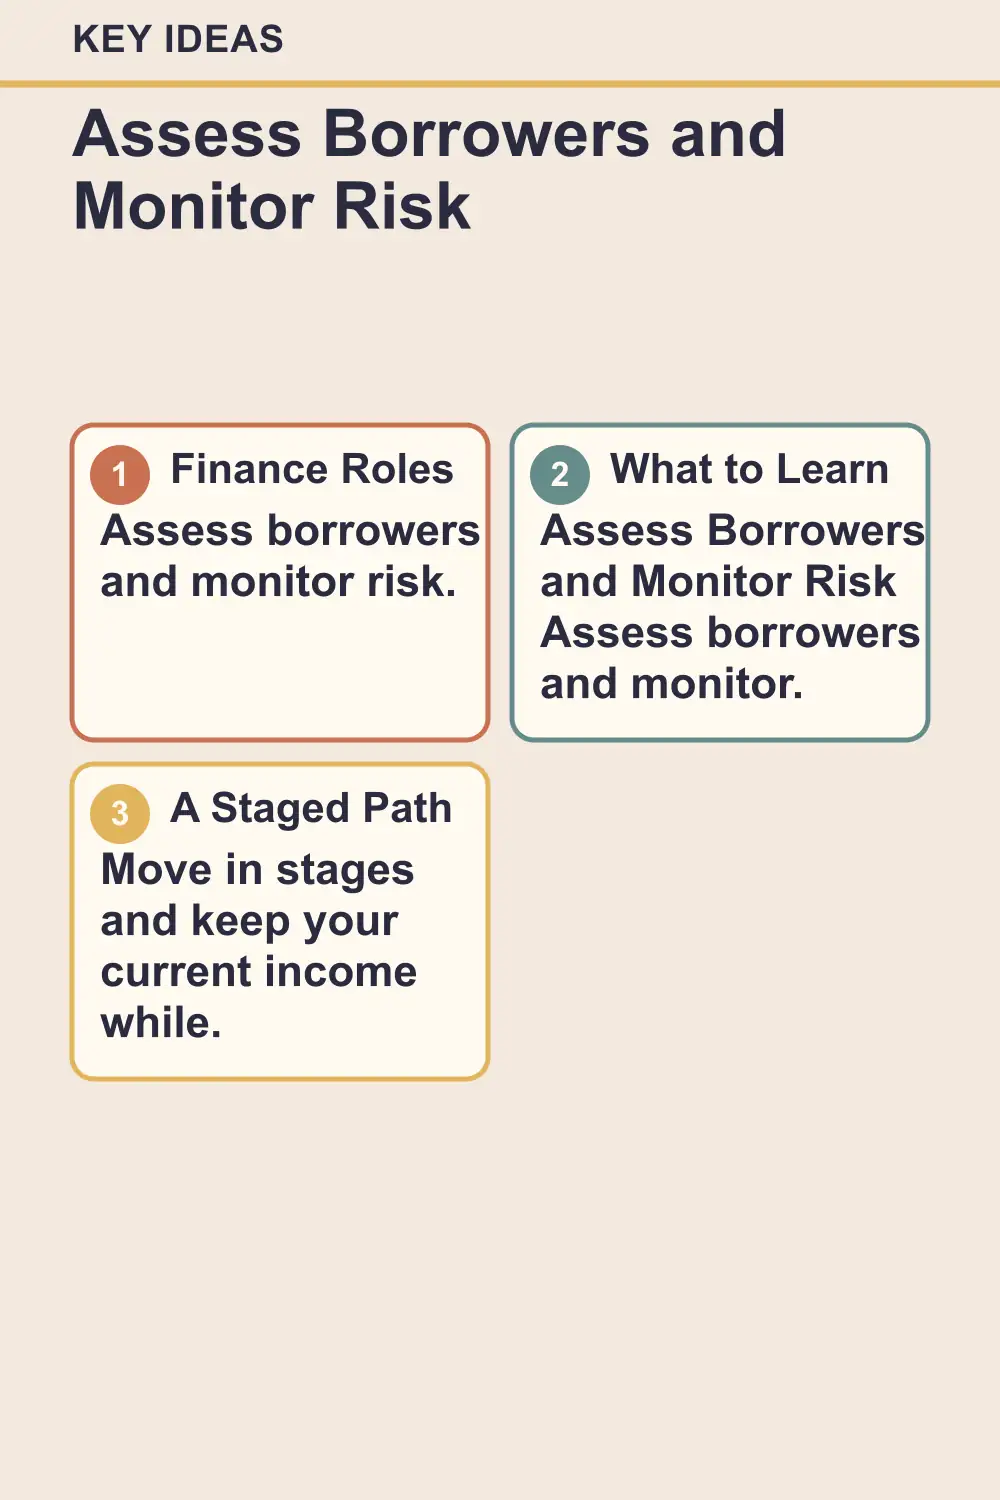 KEY IDEAS
Assess Borrowers and
Monitor Risk
1 Finance Roles
Assess borrowers
and monitor risk.
2 What to Learn
Assess Borrowers
and Monitor Risk
Assess borrowers
and monitor.
3 A Staged Path
Move in stages
and keep your
current income
while.